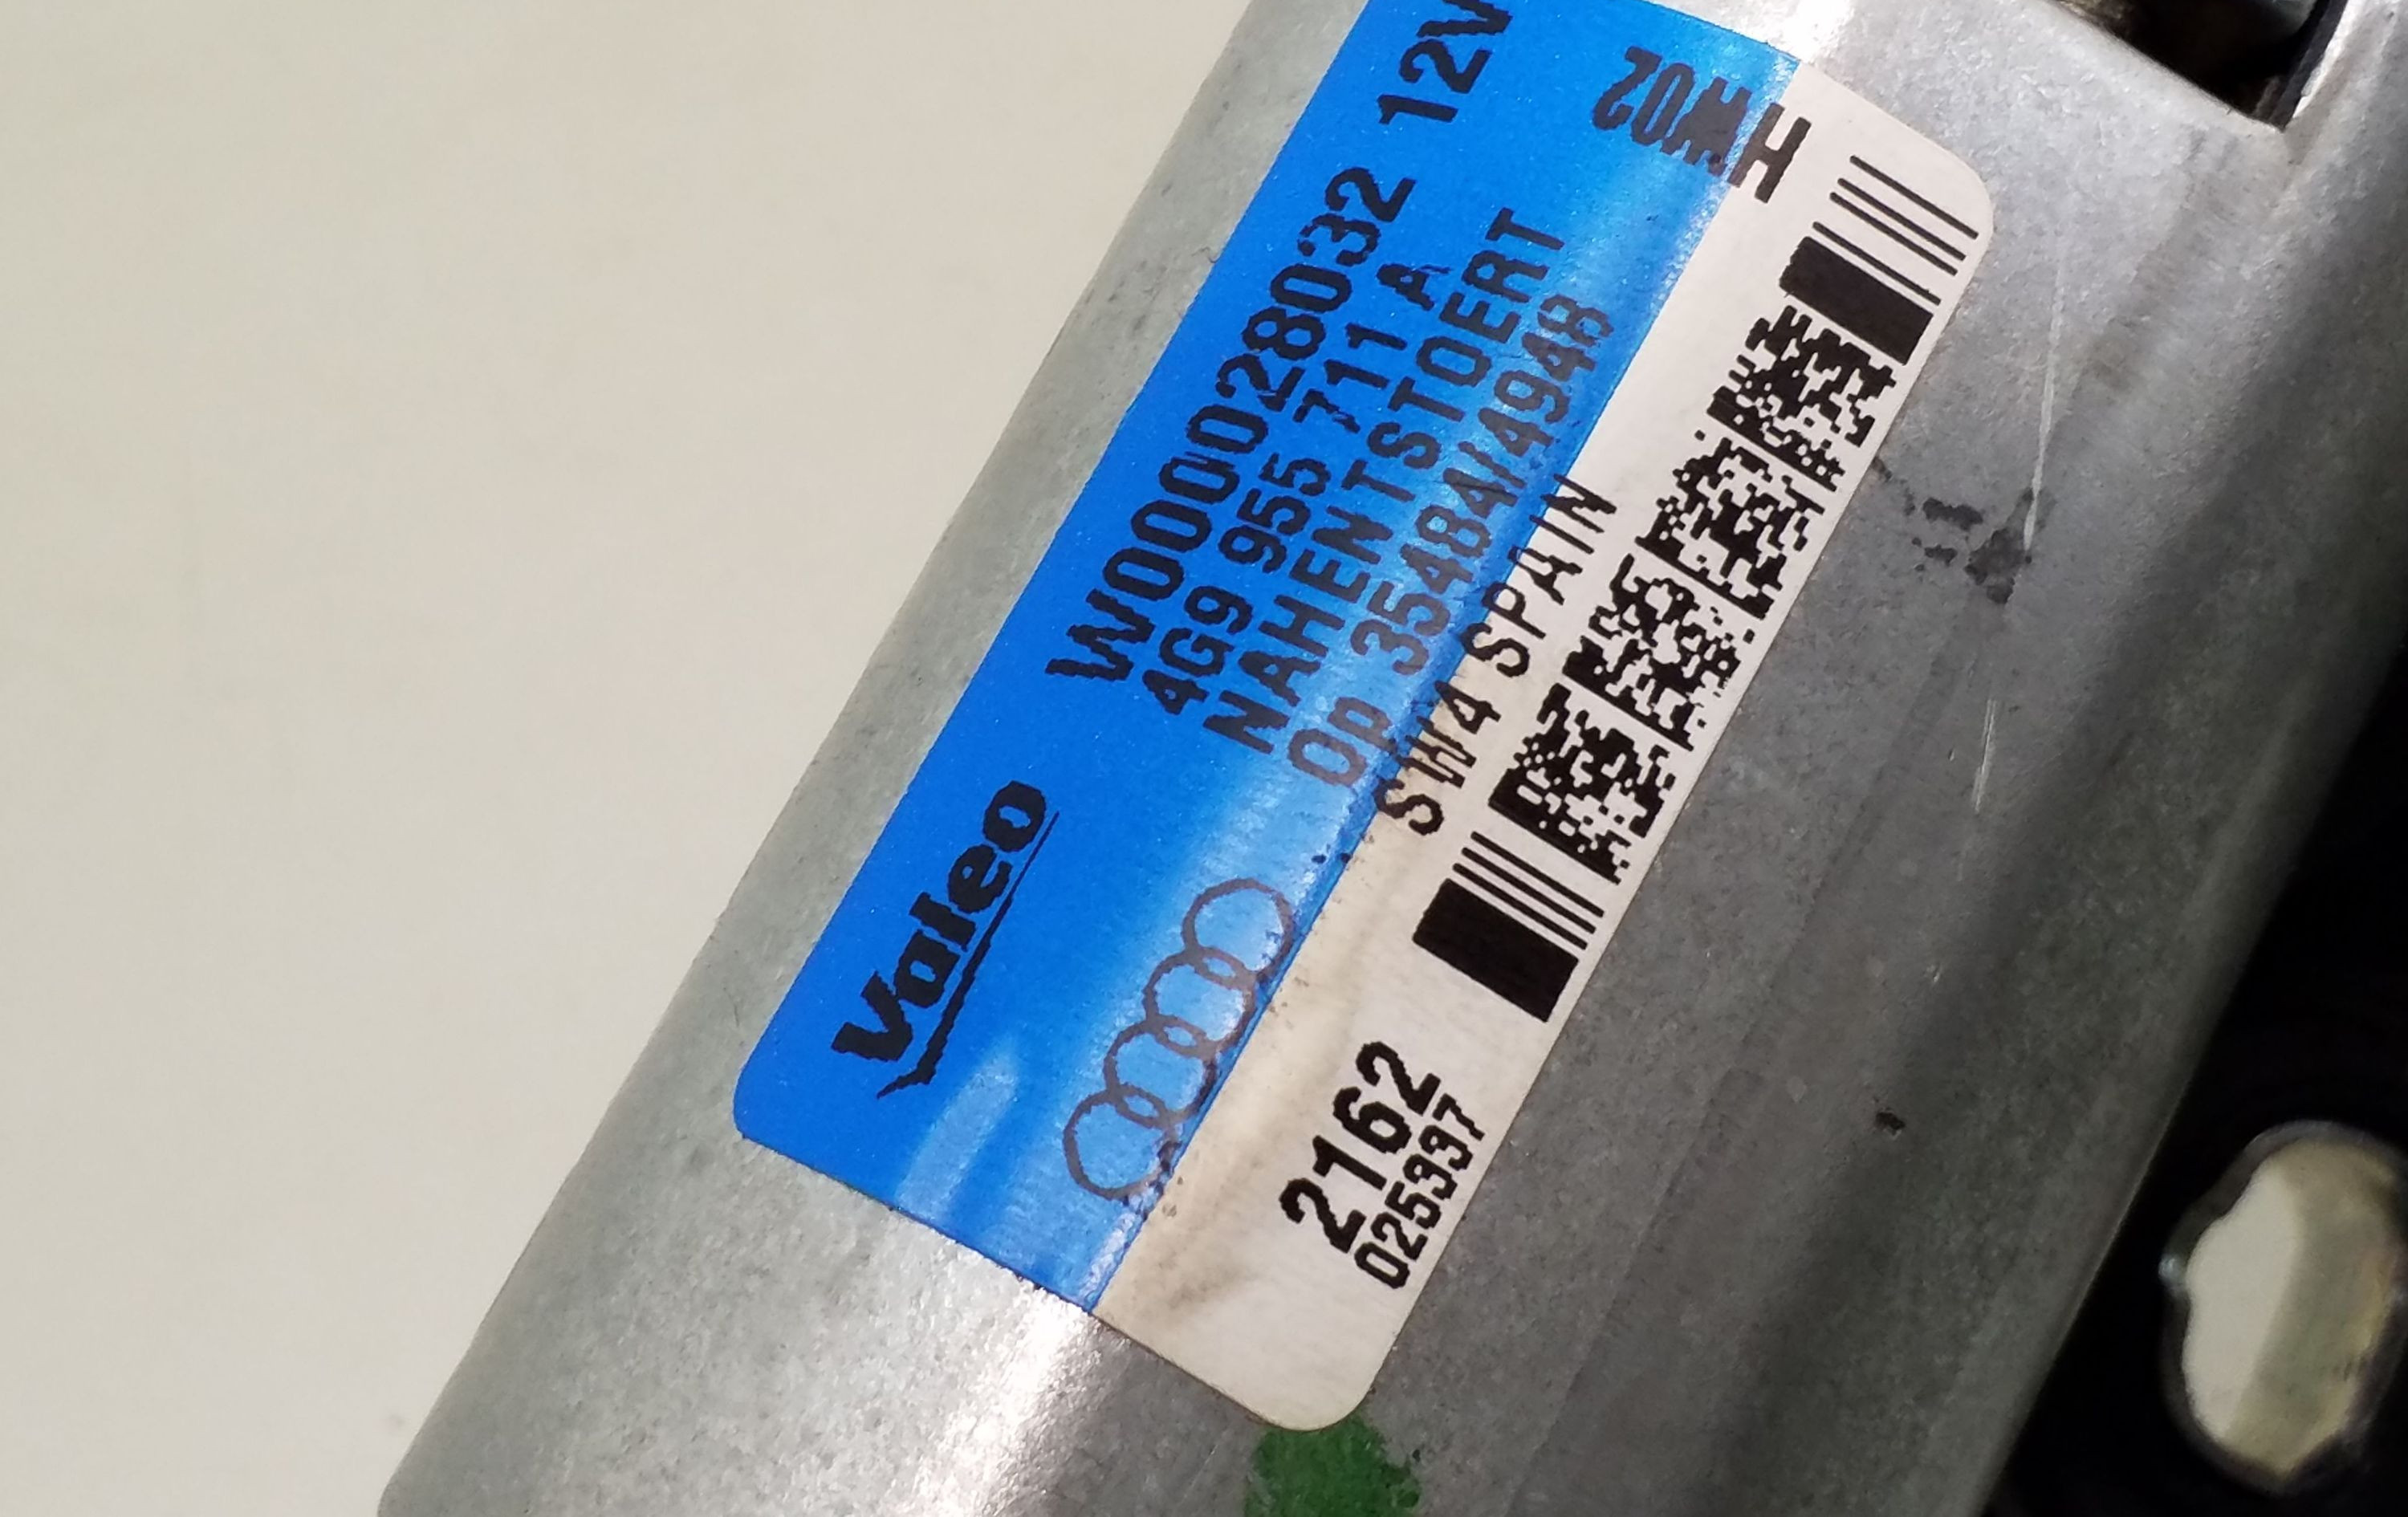 Valeo
W000028032 12V
4G9 955 711 A
NAHENTSTOERT
Op 35484/4948
SW4 SPAIN
HW02
2162
025997